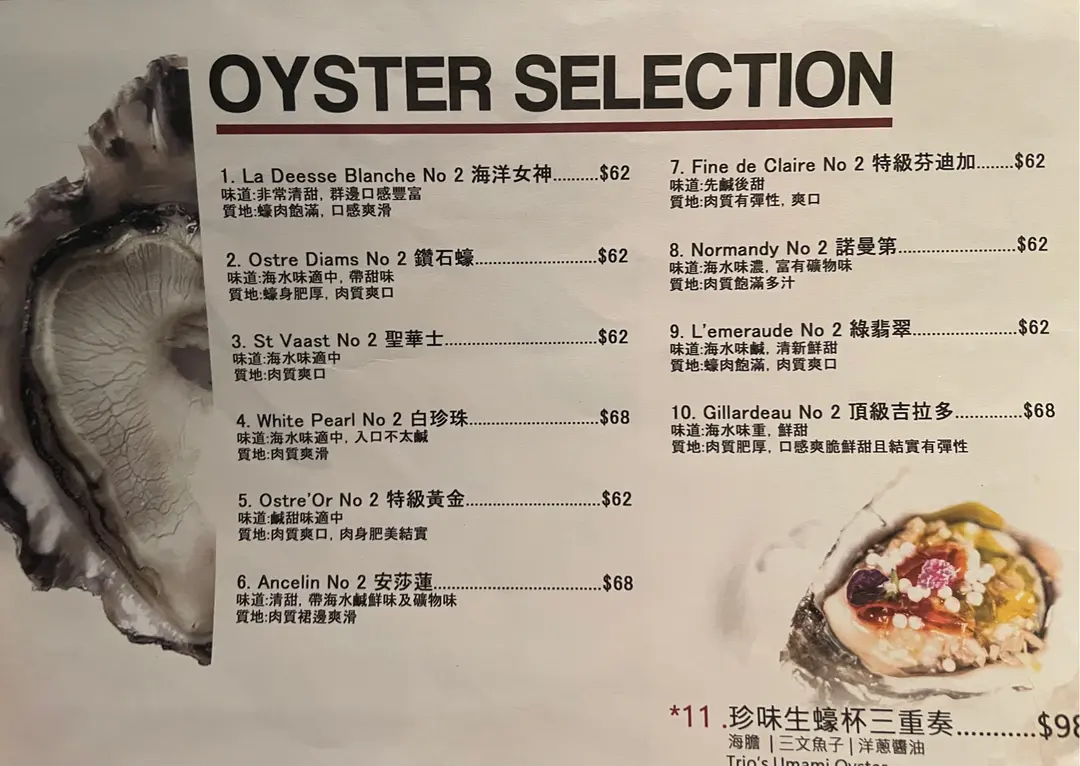 OYSTER SELECTION
1. La Deesse Blanche No 2 海洋女神.........$62
味道:非常清甜, 群邊口感豐富
質地:蠔肉飽滿, 口感爽滑
2. Ostre Diams No 2 鑽石蠔.........................$62
味道:海水味適中, 帶甜味
質地:蠔身肥厚, 肉質爽口
3. St Vaast No 2 聖華士...............................$62
味道:海水味適中
質地:肉質爽口
4. White Pearl No 2 白珍珠..........................$68
味道:海水味適中, 入口不太鹹
質地:肉質爽滑
5. Ostre'Or No 2 特級黃金...........................$62
味道:鹹甜味適中
質地:肉質爽口, 肉身肥美結實
6. Ancelin No 2 安莎蓮..................................$68
味道:清甜, 帶海水鹹鮮味及礦物味
質地:肉質裙邊爽滑
7. Fine de Claire No 2 特級芬迪加.......$62
味道:先鹹後甜
質地:肉質有彈性, 爽口
8. Normandy No 2 諾曼第.......................$62
味道:海水味濃, 富有礦物味
質地:肉質飽滿多汁
9. L'emeraude No 2 綠翡翠....................$62
味道:海水味鹹, 清新鮮甜
質地:蠔肉飽滿, 肉質爽口
10. Gillardeau No 2 頂級吉拉多.............$68
味道:海水味重, 鮮甜
質地:肉質肥厚, 口感爽脆鮮甜且結實有彈性
*11 .珍味生蠔杯三重奏............$98
海膽 | 三文魚子 | 洋蔥醬油
Trio's Umami Oyster